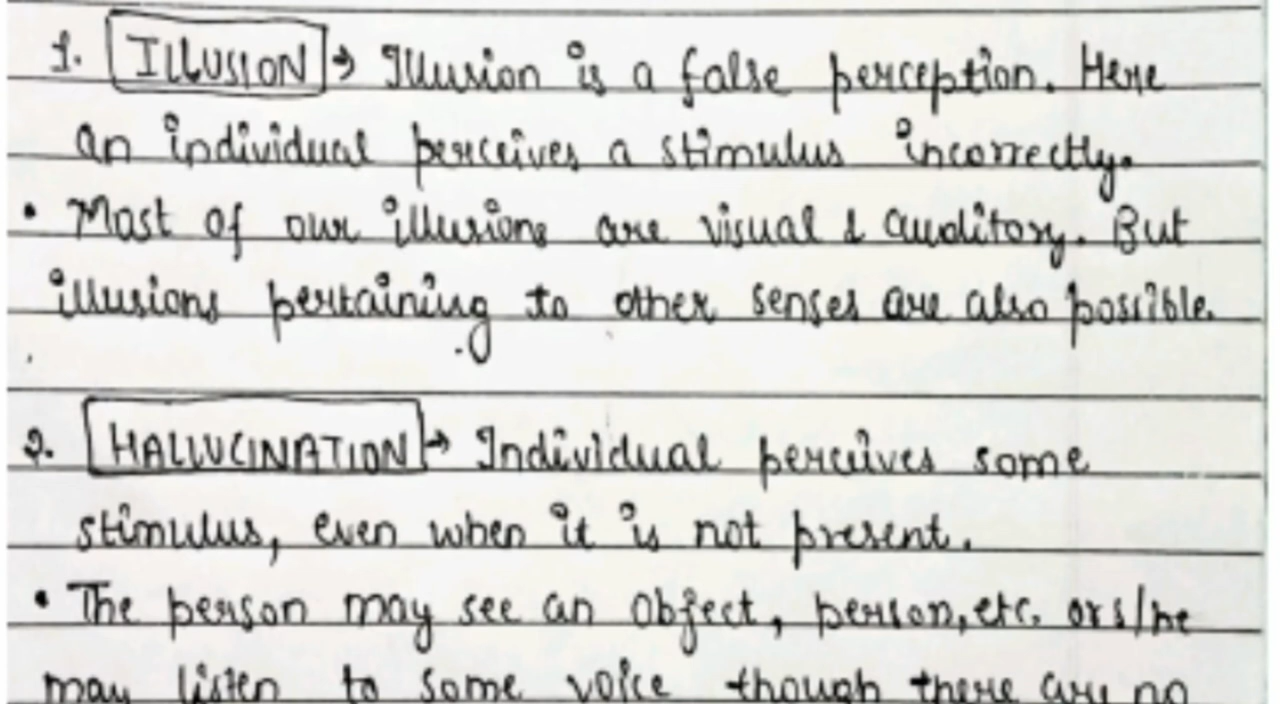 1. ILLUSION → Illusion is a false perception. Here
an individual perceives a stimulus incorrectly.
• Most of our illusions are visual & auditory. But
illusions pertaining to other senses are also possible.
2. HALLUCINATION → Individual perceives some
stimulus, even when it is not present.
• The person may see an object, person, etc. or s/he
may listen to some voice though there are no